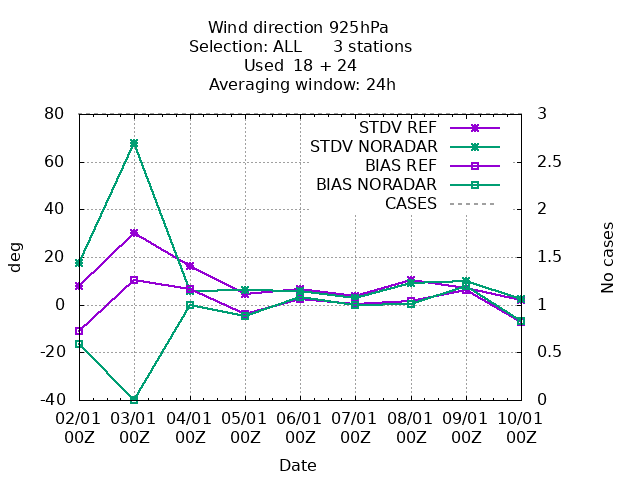 Wind direction 925hPa
Selection: ALL 3 stations
Used 18 + 24
Averaging window: 24h
80 3
STDV REF
STDV NORADAR
60 2.5
BIAS REF
BIAS NORADAR
CASES
40 2
deg
No cases
20 1.5
0 1
-20 0.5
-40 0
02/01 03/01 04/01 05/01 06/01 07/01 08/01 09/01 10/01
00Z 00Z 00Z 00Z 00Z 00Z 00Z 00Z 00Z
Date